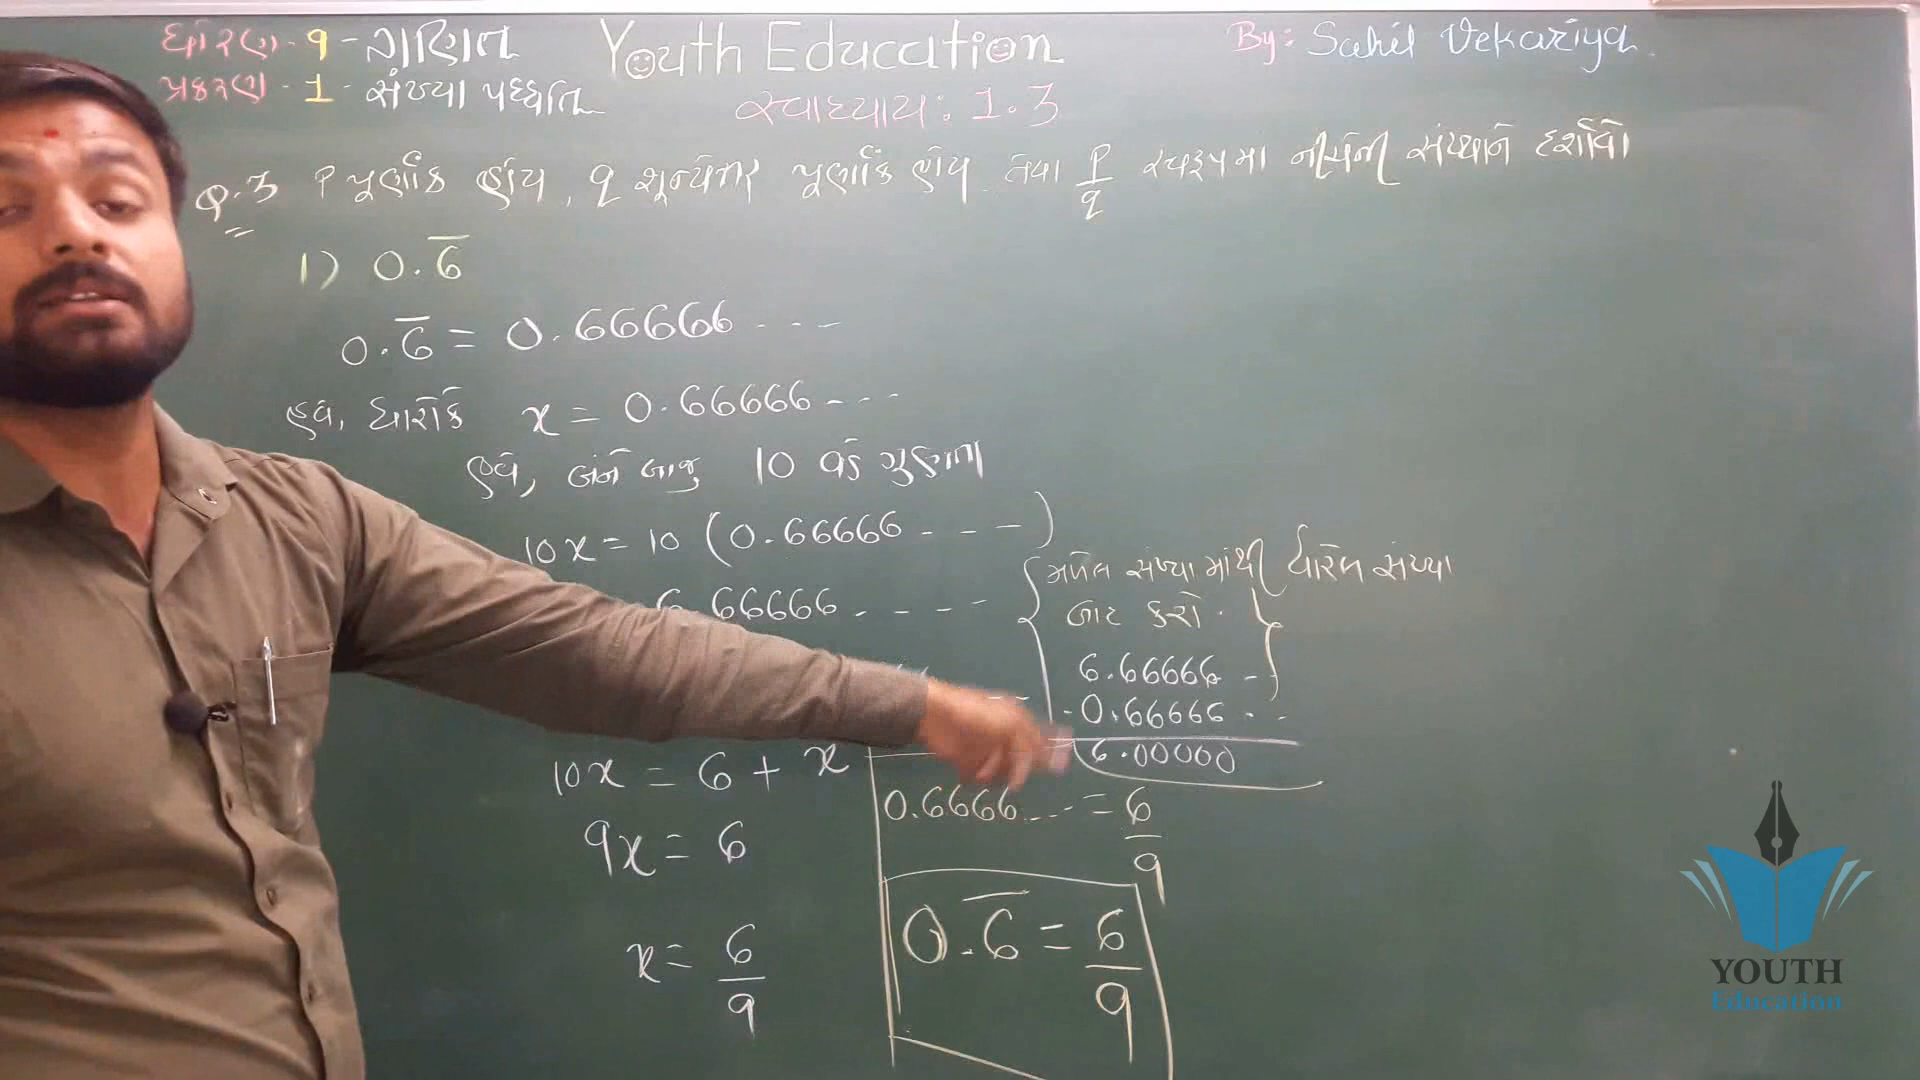 ધોરણ - 9 - ગણિત
Youth Education
By: Sahil Vekariya
પ્રકરણ - 1 - સંખ્યા પધ્ધતિ
સ્વાધ્યાય: 1.3
Q.3 P પૂર્ણાંક હોય, q શૂન્યેતર પૂર્ણાંક હોય તેવા P/q સ્વરૂપમાં નીચેની સંખ્યાને દર્શાવો
1) 0.6̅
0.6̅ = 0.66666 ---
હવે, ધારોકે x = 0.66666 ---
હવે, બંને બાજુ 10 વડે ગુણતા
10x = 10 (0.66666 ---)
6.66666 ----
{ મળેલ સંખ્યા માંથી ધારેલ સંખ્યા
બાદ કરો. }
6.66666 -
- 0.66666 ..
6.00000
10x = 6 + x
9x = 6
x = 6/9
0.6666... = 6/9
0.6̅ = 6/9
YOUTH
Education